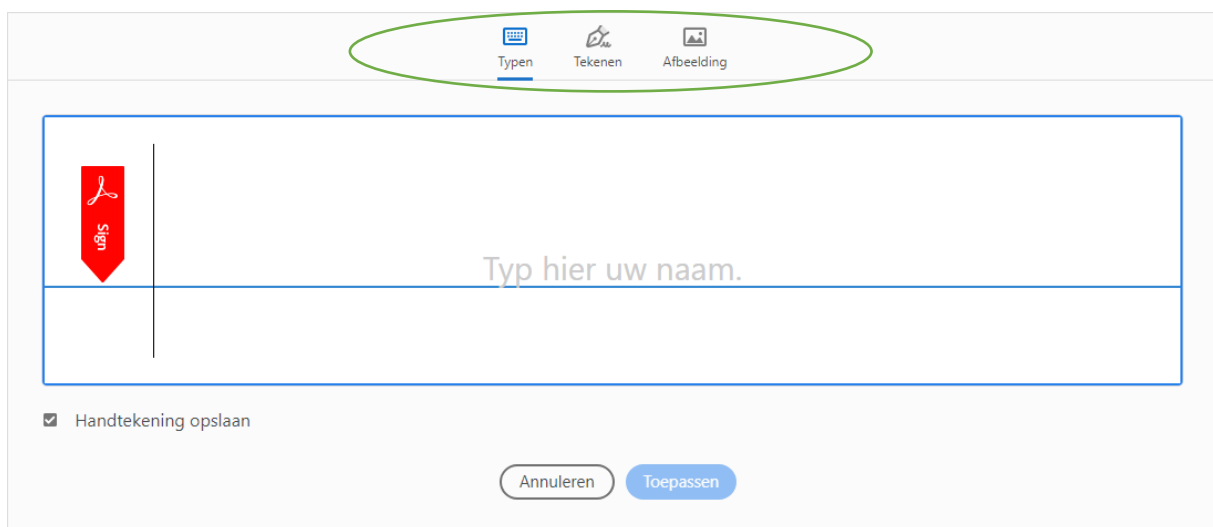 Typen Tekenen Afbeelding
Sign
Typ hier uw naam.
Handtekening opslaan
Annuleren Toepassen